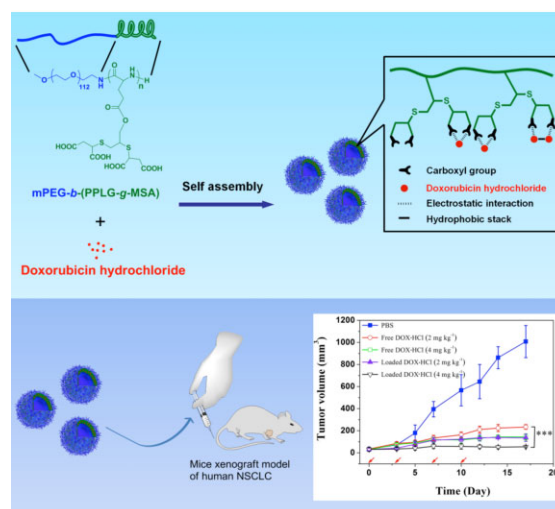 112
n
O
H
N
HOOC
COOH
S
S
COOH
COOH
mPEG-b-(PPLG-g-MSA)
+
Doxorubicin hydrochloride
Self assembly
S
S
S
S
Carboxyl group
Doxorubicin hydrochloride
Electrostatic interaction
Hydrophobic stack
Mice xenograft model
of human NSCLC
PBS
Free DOX·HCl (2 mg kg⁻¹)
Free DOX·HCl (4 mg kg⁻¹)
Loaded DOX·HCl (2 mg kg⁻¹)
Loaded DOX·HCl (4 mg kg⁻¹)
***
Tumor volume (mm³)
1200
1000
800
600
400
200
0
0
5
10
15
20
Time (Day)